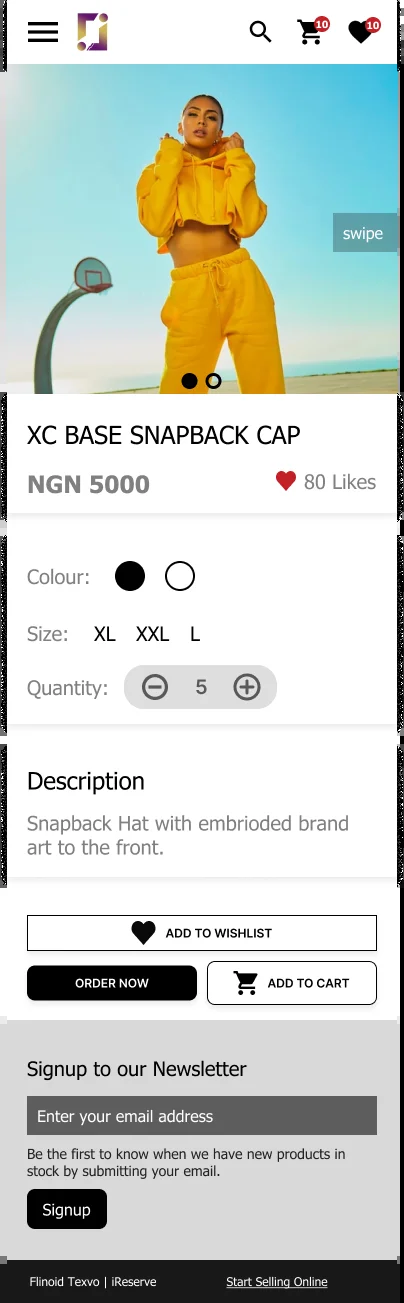 10
10
swipe
XC BASE SNAPBACK CAP
NGN 5000
80 Likes
Colour:
Size: XL XXL L
Quantity: 5
Description
Snapback Hat with embrioded brand
art to the front.
ADD TO WISHLIST
ORDER NOW
ADD TO CART
Signup to our Newsletter
Enter your email address
Be the first to know when we have new products in
stock by submitting your email.
Signup
Flinoid Texvo | iReserve
Start Selling Online